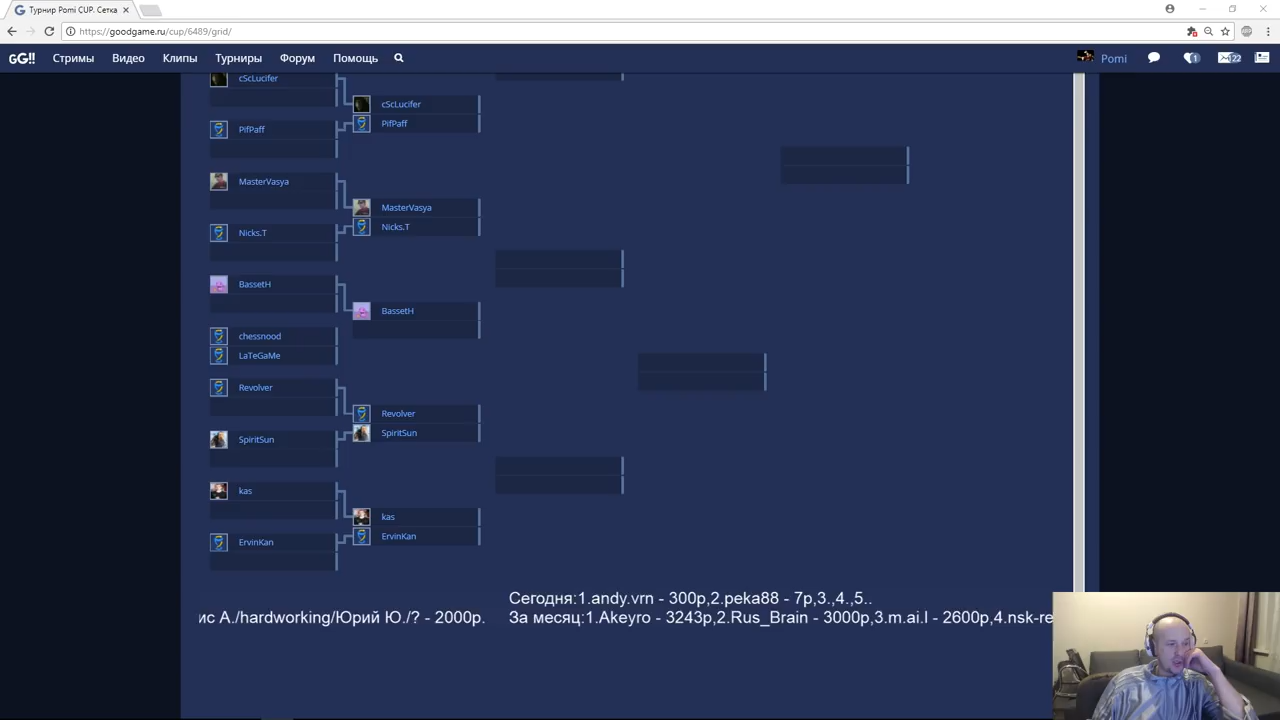 Турнир Pomi CUP. Сетка
https://goodgame.ru/cup/6489/grid/
GG!! Стримы Видео Клипы Турниры Форум Помощь Pomi 1 22
cScLucifer
cScLucifer
PifPaff
PifPaff
MasterVasya
MasterVasya
Nicks.T
Nicks.T
BassetH
BassetH
chessnood
LaTeGaMe
Revolver
Revolver
SpiritSun
SpiritSun
kas
kas
ErvinKan
ErvinKan
Сегодня:1.andy.vrn - 300р,2.peka88 - 7р,3.,4.,5..
ис А./hardworking/Юрий Ю./? - 2000р. За месяц:1.Akeyro - 3243р,2.Rus_Brain - 3000р,3.m.ai.l - 2600р,4.nsk-re